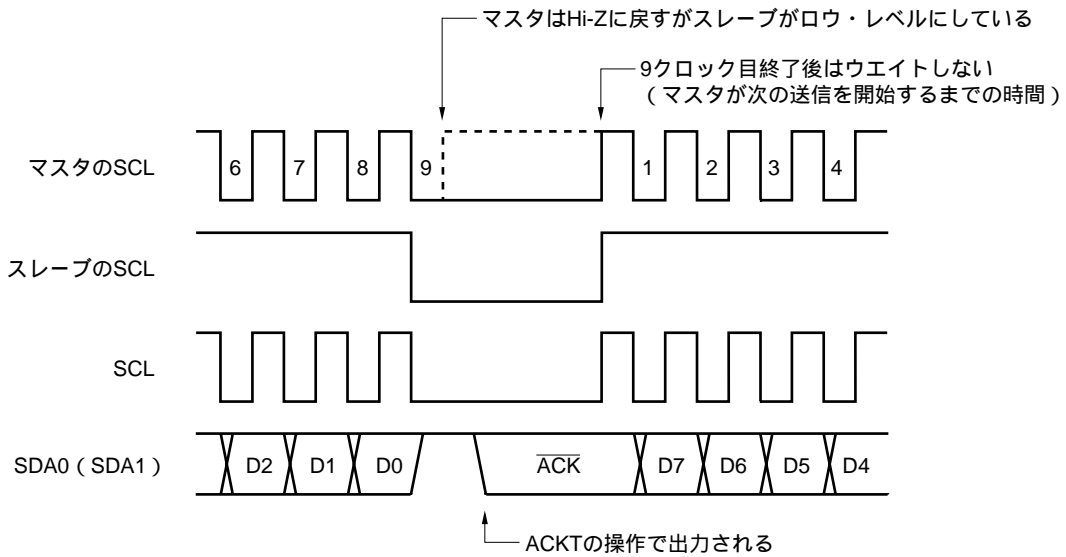 マスタはHi-Zに戻すがスレーブがロウ・レベルにしている
9クロック目終了後はウエイトしない
（マスタが次の送信を開始するまでの時間）
マスタのSCL
6 7 8 9 1 2 3 4
スレーブのSCL
SCL
SDA0（SDA1） D2 D1 D0 ACK D7 D6 D5 D4
ACKTの操作で出力される